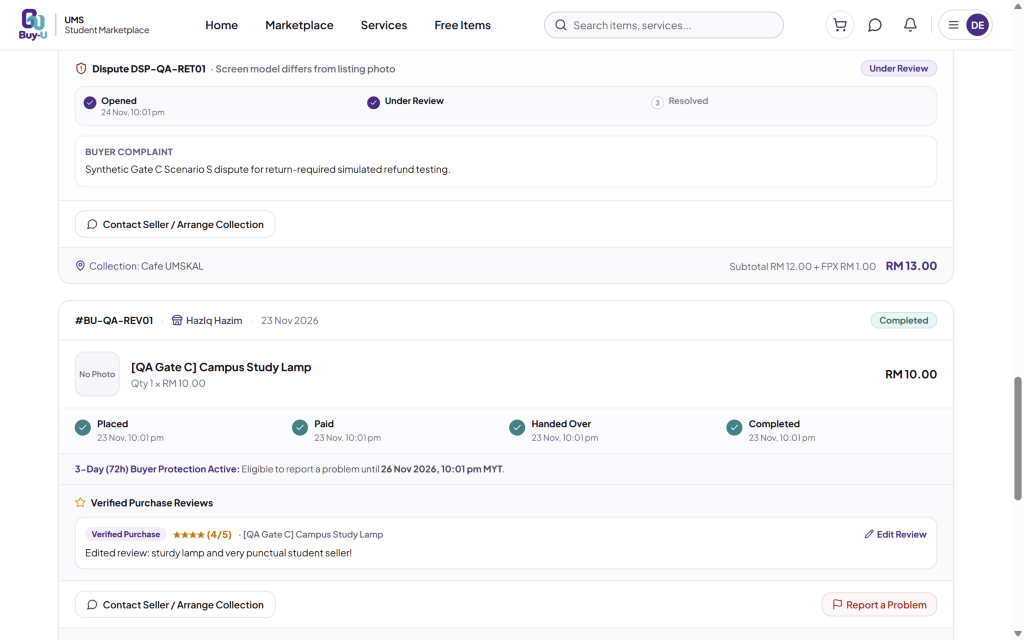 Buy-U
UMS
Student Marketplace
Home
Marketplace
Services
Free Items
Search items, services...
DE
Dispute DSP-QA-RET01 · Screen model differs from listing photo
Under Review
Opened
24 Nov, 10:01 pm
Under Review
3
Resolved
BUYER COMPLAINT
Synthetic Gate C Scenario S dispute for return-required simulated refund testing.
Contact Seller / Arrange Collection
Collection: Cafe UMSKAL
Subtotal RM 12.00 + FPX RM 1.00 RM 13.00
#BU-QA-REV01 · HazIq Hazim · 23 Nov 2026
Completed
No Photo
[QA Gate C] Campus Study Lamp
Qty 1 × RM 10.00
RM 10.00
Placed
23 Nov, 10:01 pm
Paid
23 Nov, 10:01 pm
Handed Over
23 Nov, 10:01 pm
Completed
23 Nov, 10:01 pm
3-Day (72h) Buyer Protection Active: Eligible to report a problem until 26 Nov 2026, 10:01 pm MYT.
Verified Purchase Reviews
Verified Purchase ★★★★ (4/5) · [QA Gate C] Campus Study Lamp
Edit Review
Edited review: sturdy lamp and very punctual student seller!
Contact Seller / Arrange Collection
Report a Problem